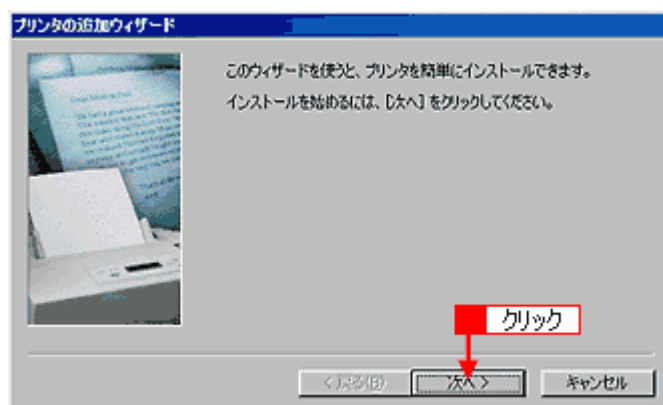 プリンタの追加ウィザード
このウィザードを使うと、プリンタを簡単にインストールできます。
インストールを始めるには、[次へ] をクリックしてください。
クリック
< 戻る(B)
次へ >
キャンセル